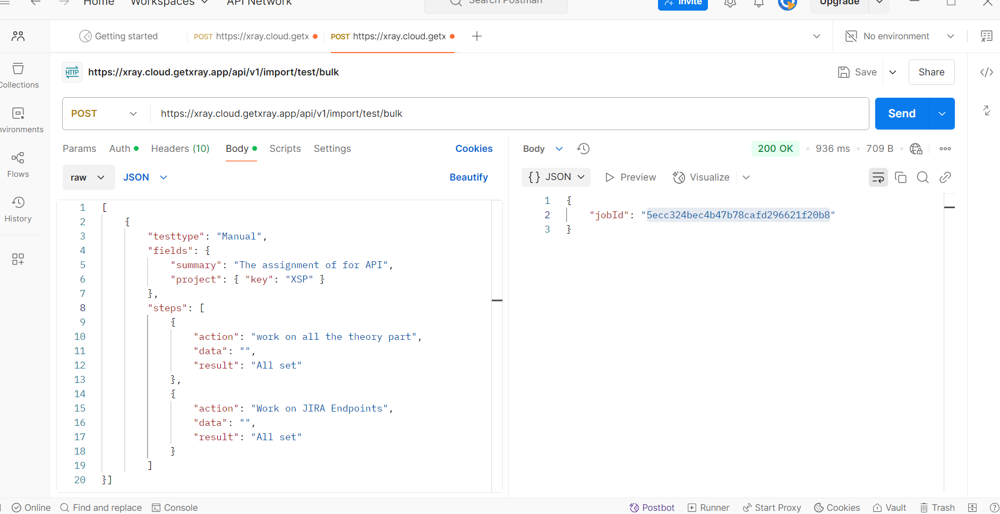 Home Workspaces API Network Search Postman Invite Upgrade
Getting started POST https://xray.cloud.getx POST https://xray.cloud.getx No environment
HTTP https://xray.cloud.getxray.app/api/v1/import/test/bulk Save Share
Collections
POST https://xray.cloud.getxray.app/api/v1/import/test/bulk Send
nvironments
Params Auth Headers (10) Body Scripts Settings Cookies
Body 200 OK 936 ms 709 B
Flows
raw JSON Beautify
{} JSON Preview Visualize
History
1 [
2 {
3 "testtype": "Manual",
4 "fields": {
5 "summary": "The assignment of for API",
6 "project": { "key": "XSP" }
7 },
8 "steps": [
9 {
10 "action": "work on all the theory part",
11 "data": "",
12 "result": "All set"
13 },
14 {
15 "action": "Work on JIRA Endpoints",
16 "data": "",
17 "result": "All set"
18 }
19 ]
20 }]
1 {
2 "jobId": "5ecc324bec4b47b78cafd296621f20b8"
3 }
Online Find and replace Console Postbot Runner Start Proxy Cookies Vault Trash